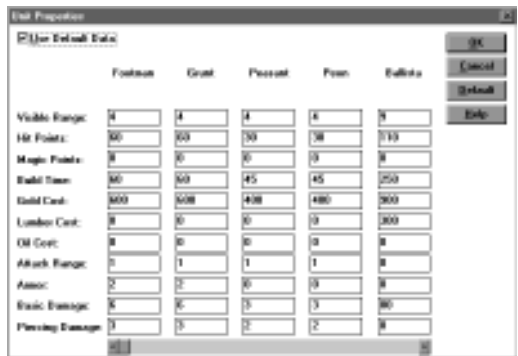 Unit Properties
Use Default Data
OK
Cancel
Default
Help
Footman Grunt Peasant Peon Ballista
Visible Range: 4 4 4 4 9
Hit Points: 60 60 30 30 110
Magic Points: 0 0 0 0 0
Build Time: 60 60 45 45 250
Gold Cost: 600 600 400 400 900
Lumber Cost: 0 0 0 0 300
Oil Cost: 0 0 0 0 0
Attack Range: 1 1 1 1 8
Armor: 2 2 0 0 0
Basic Damage: 6 6 3 3 80
Piercing Damage: 3 3 2 2 0